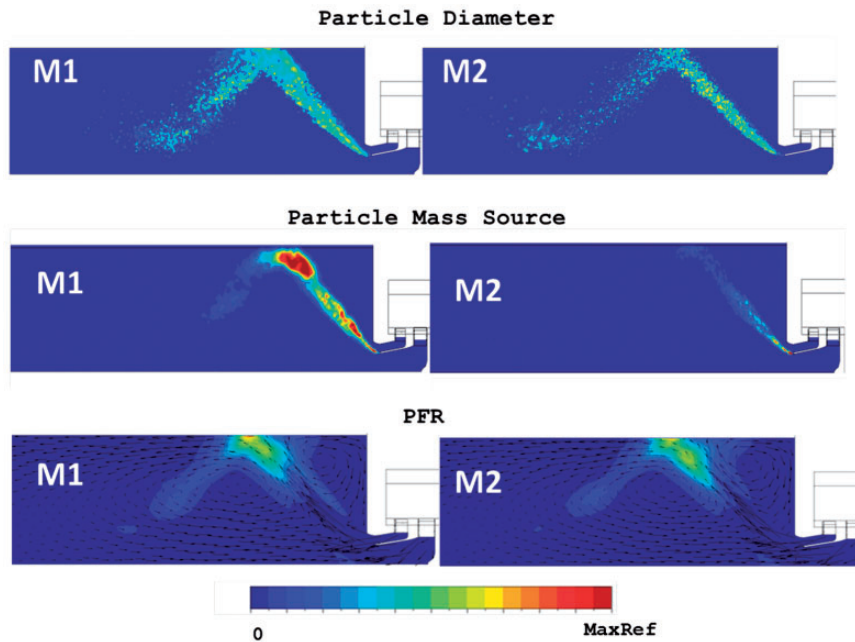 Particle Diameter
M1 M2
Particle Mass Source
M1 M2
PFR
M1 M2
0 MaxRef